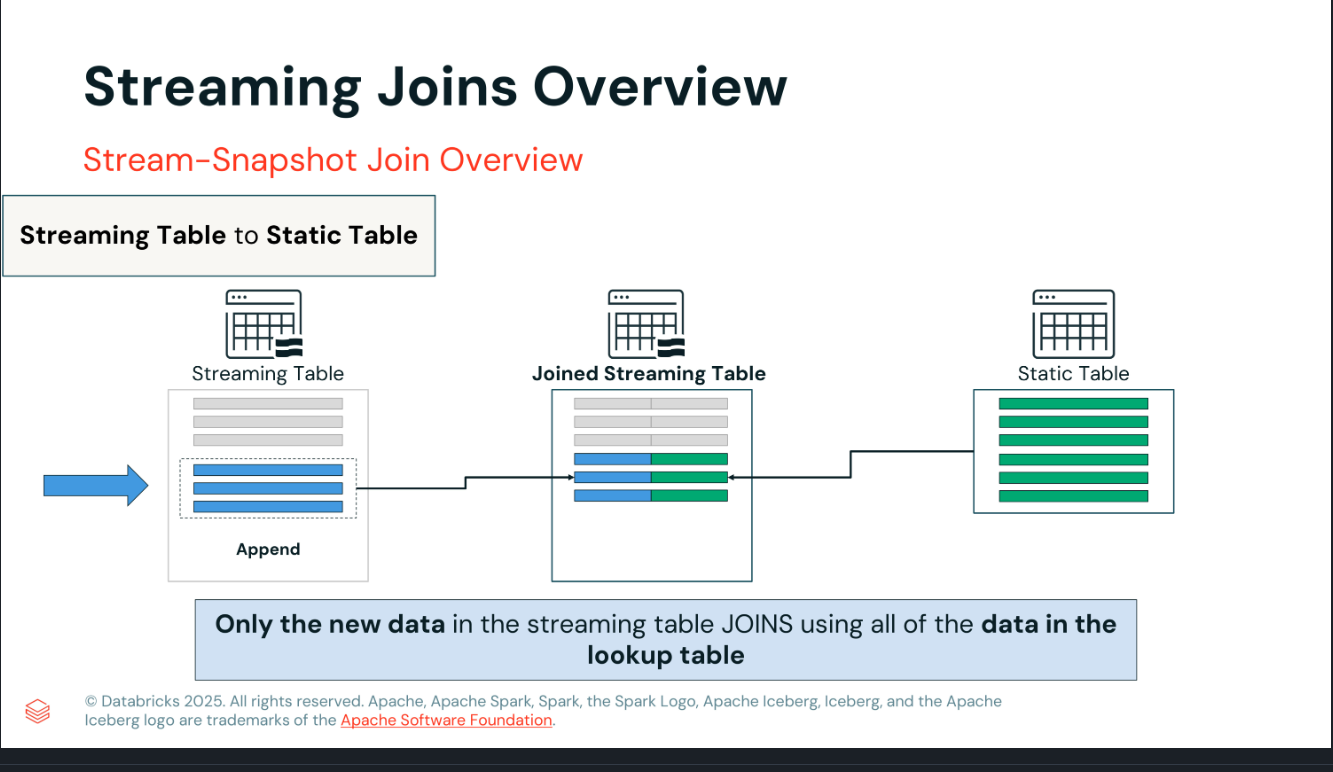 Streaming Joins Overview
Stream-Snapshot Join Overview
Streaming Table to Static Table
Streaming Table
Joined Streaming Table
Static Table
Append
Only the new data in the streaming table JOINS using all of the data in the
lookup table
© Databricks 2025. All rights reserved. Apache, Apache Spark, Spark, the Spark Logo, Apache Iceberg, Iceberg, and the Apache
Iceberg logo are trademarks of the Apache Software Foundation.